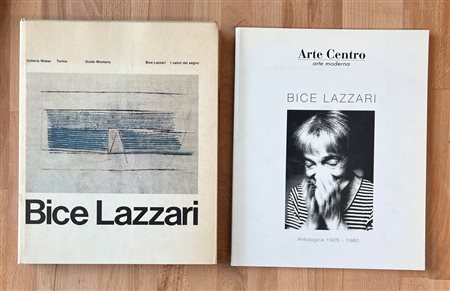 Galleria Weber Torino Guido Montana Bice Lazzari I valori del segno
Bice Lazzari
Arte Centro
arte moderna
BICE LAZZARI
Antologica 1925 - 1980